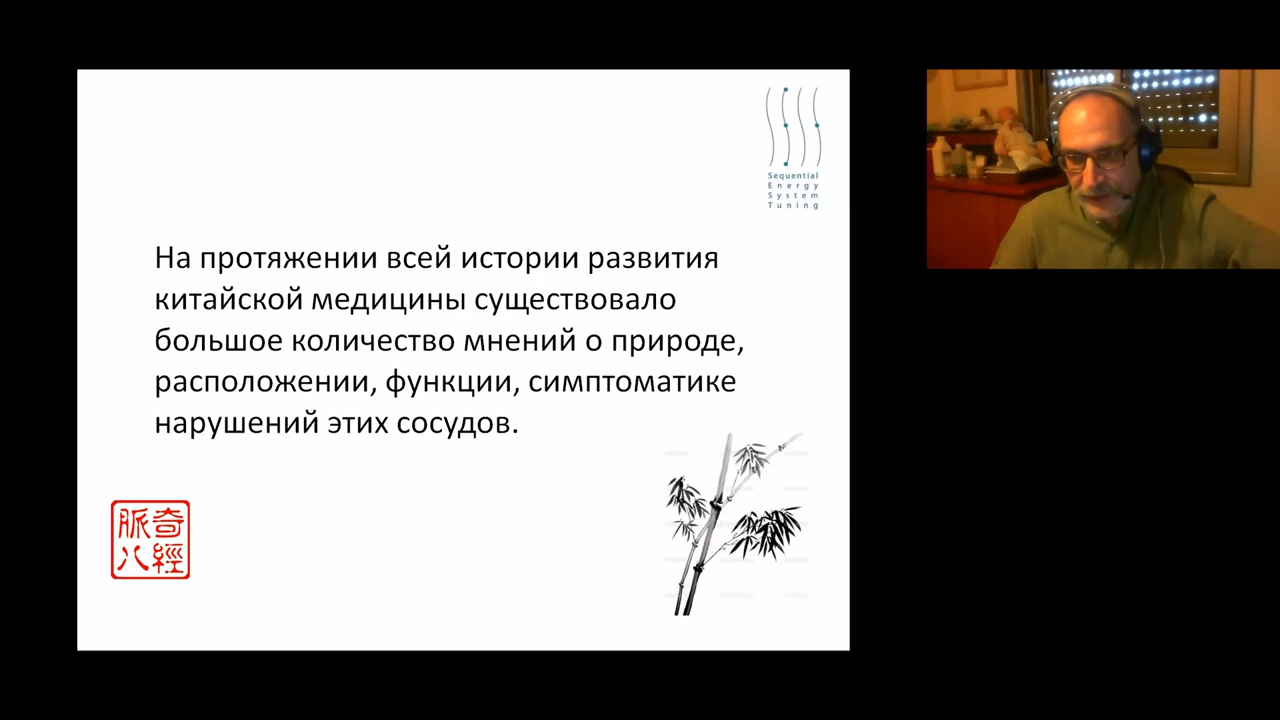 Sequential
Energy
System
Tuning
На протяжении всей истории развития
китайской медицины существовало
большое количество мнений о природе,
расположении, функции, симптоматике
нарушений этих сосудов.
奇經
脈八